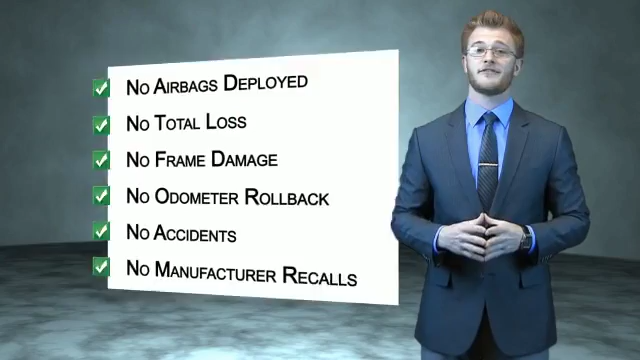 No Airbags Deployed
No Total Loss
No Frame Damage
No Odometer Rollback
No Accidents
No Manufacturer Recalls